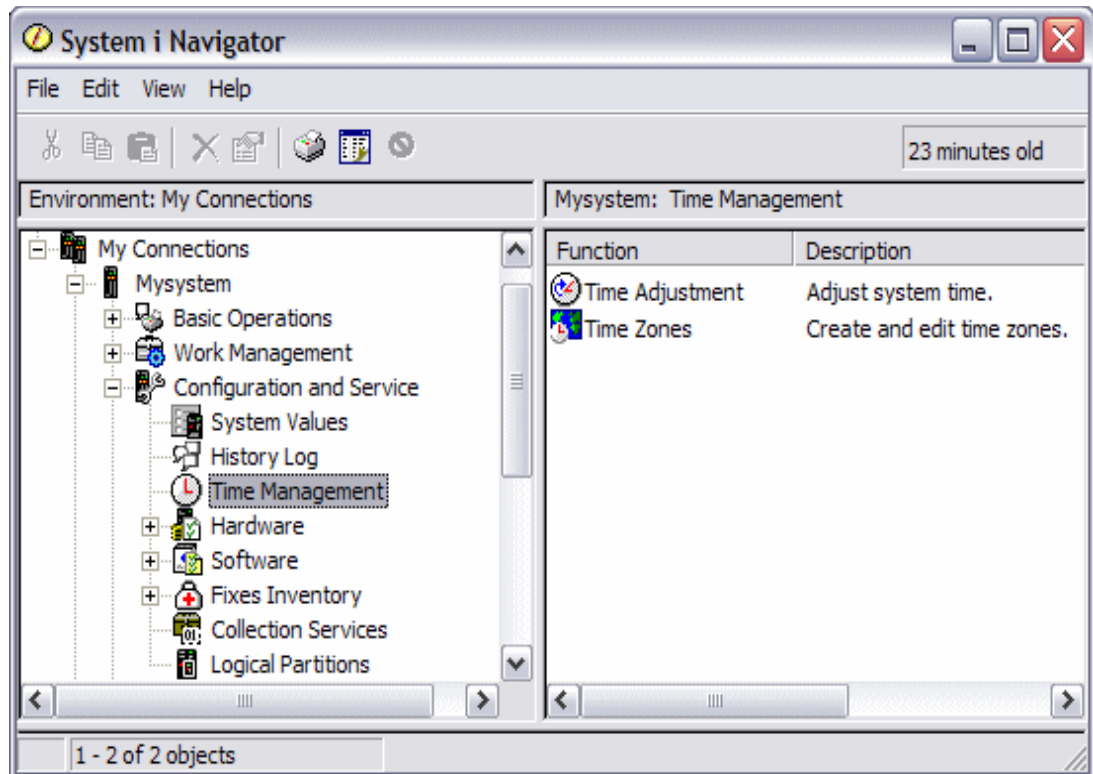 System i Navigator
File Edit View Help
23 minutes old
Environment: My Connections
Mysystem: Time Management
My Connections
Mysystem
Basic Operations
Work Management
Configuration and Service
System Values
History Log
Time Management
Hardware
Software
Fixes Inventory
Collection Services
Logical Partitions
Function Description
Time Adjustment Adjust system time.
Time Zones Create and edit time zones.
1 - 2 of 2 objects